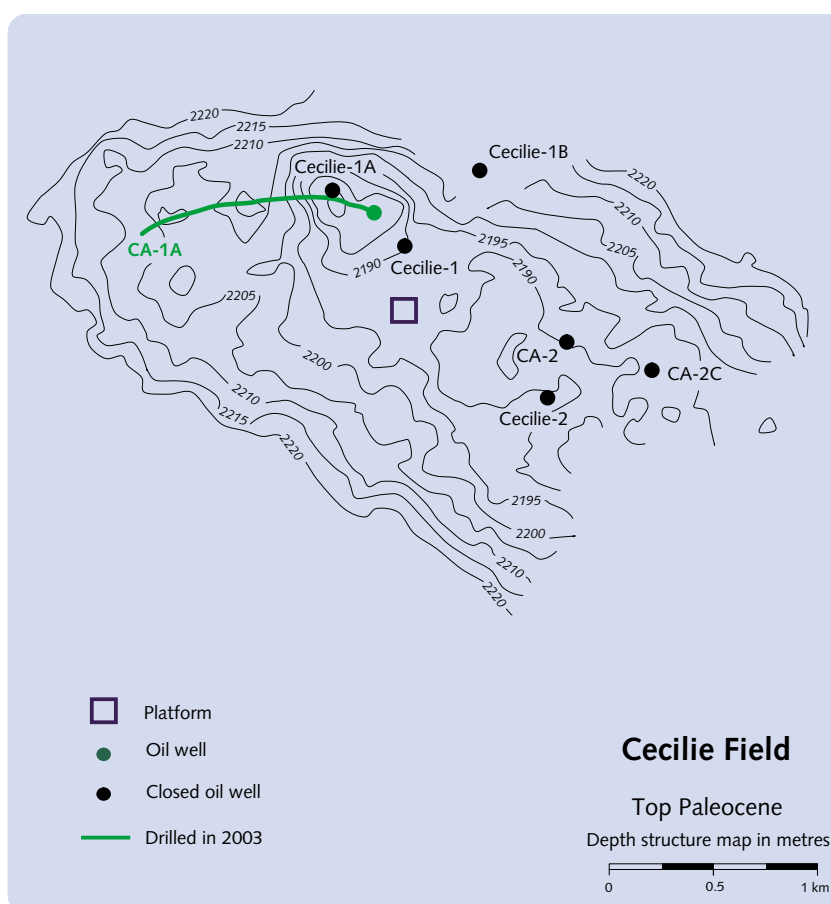 2220
2215
2210
Cecilie-1B
Cecilie-1A
2220
2210
CA-1A
2195
2205
Cecilie-1
2190
2190
2205
2200
CA-2
CA-2C
2210
2215
Cecilie-2
2220
2195
2200
2210
2220
Platform
Oil well
Closed oil well
Drilled in 2003
Cecilie Field
Top Paleocene
Depth structure map in metres
0 0.5 1 km